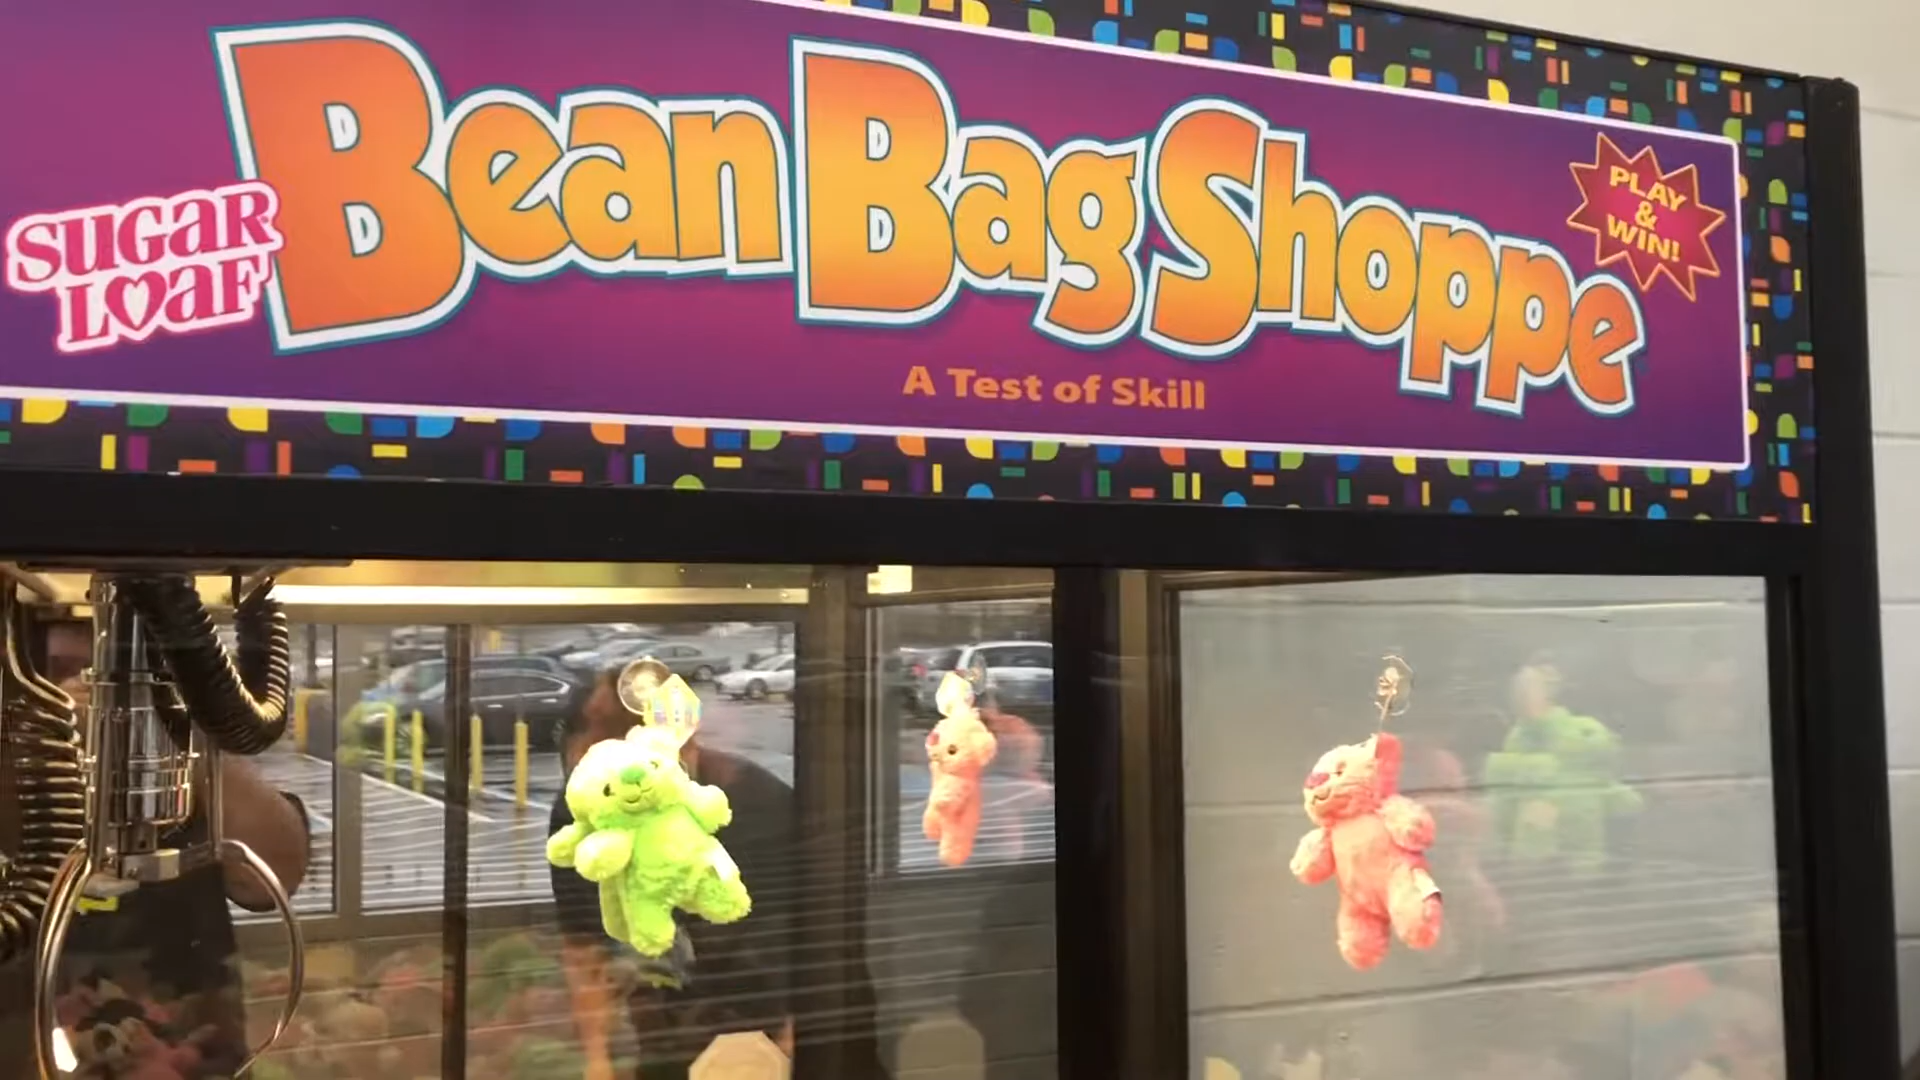 SUGAR
LOAF
Bean Bag Shoppe
PLAY
&
WIN!
A Test of Skill